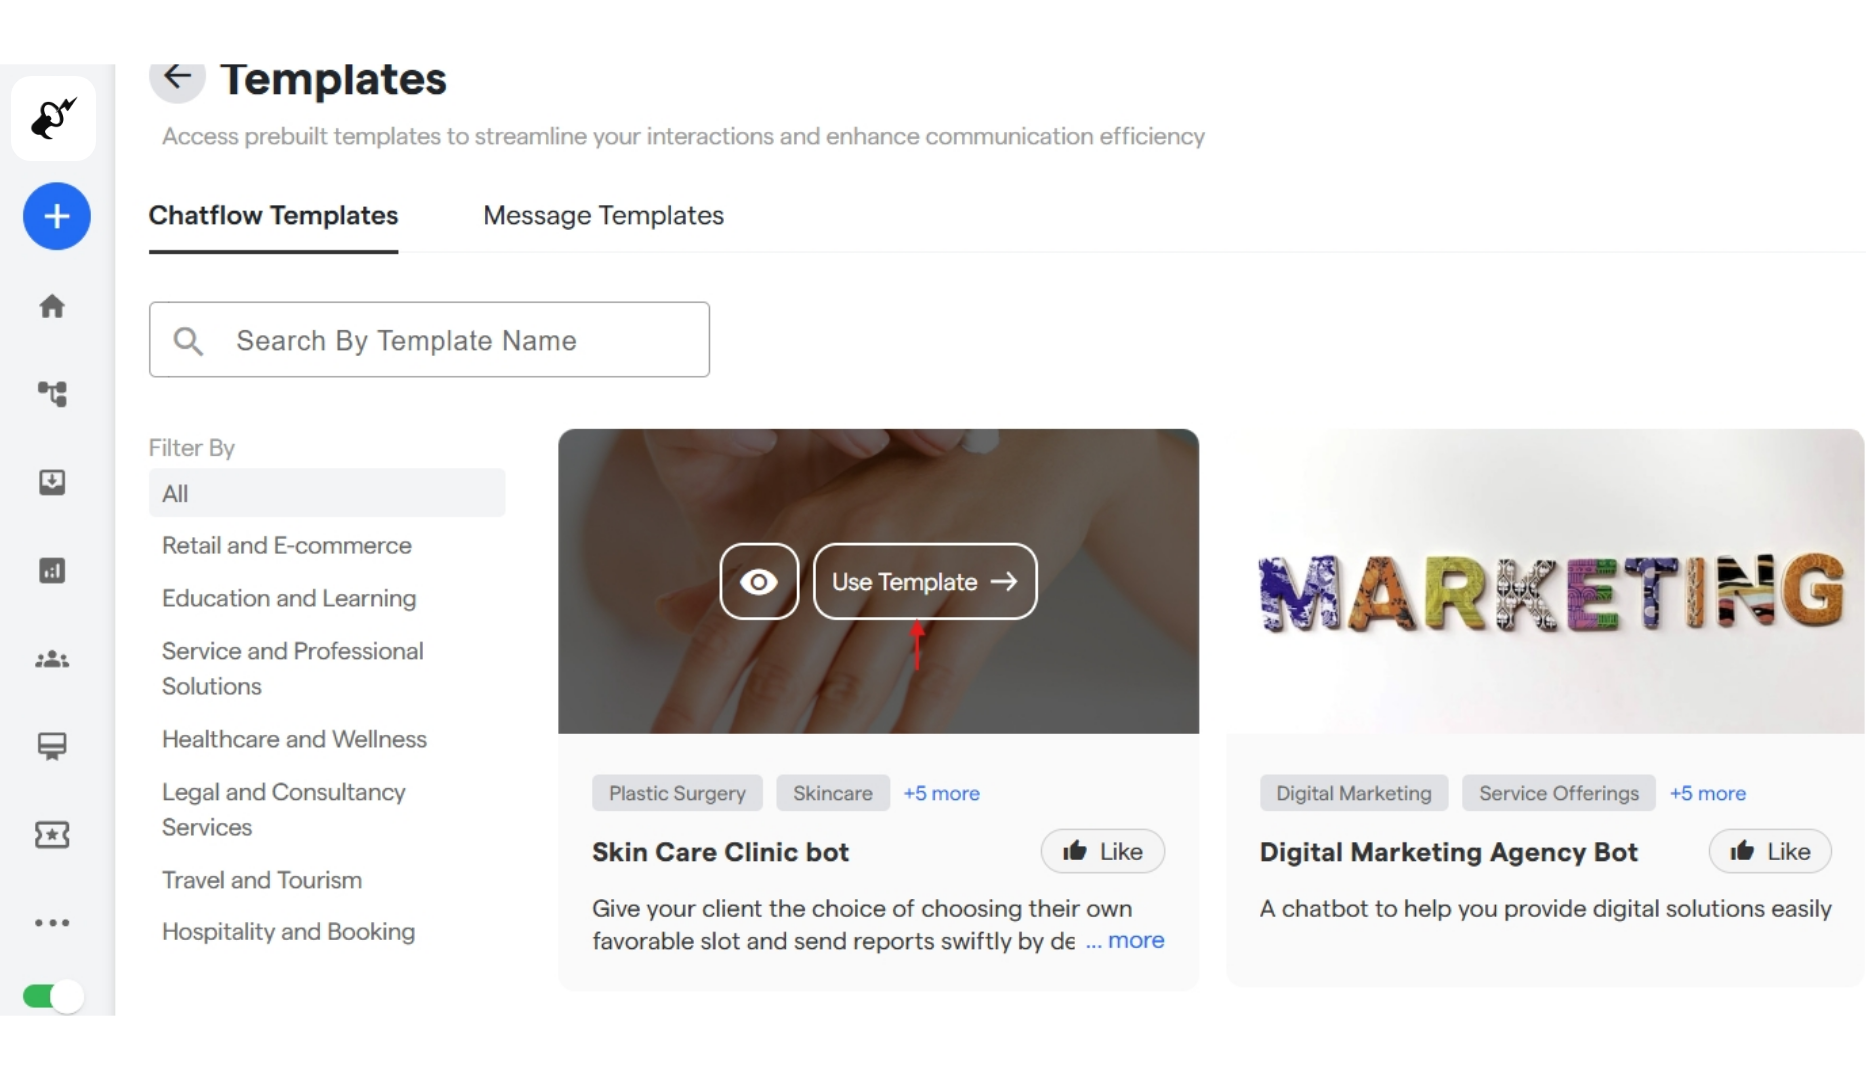 Templates
Access prebuilt templates to streamline your interactions and enhance communication efficiency
Chatflow Templates
Message Templates
Search By Template Name
Filter By
All
Retail and E-commerce
Education and Learning
Service and Professional
Solutions
Healthcare and Wellness
Legal and Consultancy
Services
Travel and Tourism
Hospitality and Booking
Use Template
Plastic Surgery
Skincare
+5 more
Skin Care Clinic bot
Like
Give your client the choice of choosing their own
favorable slot and send reports swiftly by de ... more
MARKETING
Digital Marketing
Service Offerings
+5 more
Digital Marketing Agency Bot
Like
A chatbot to help you provide digital solutions easily